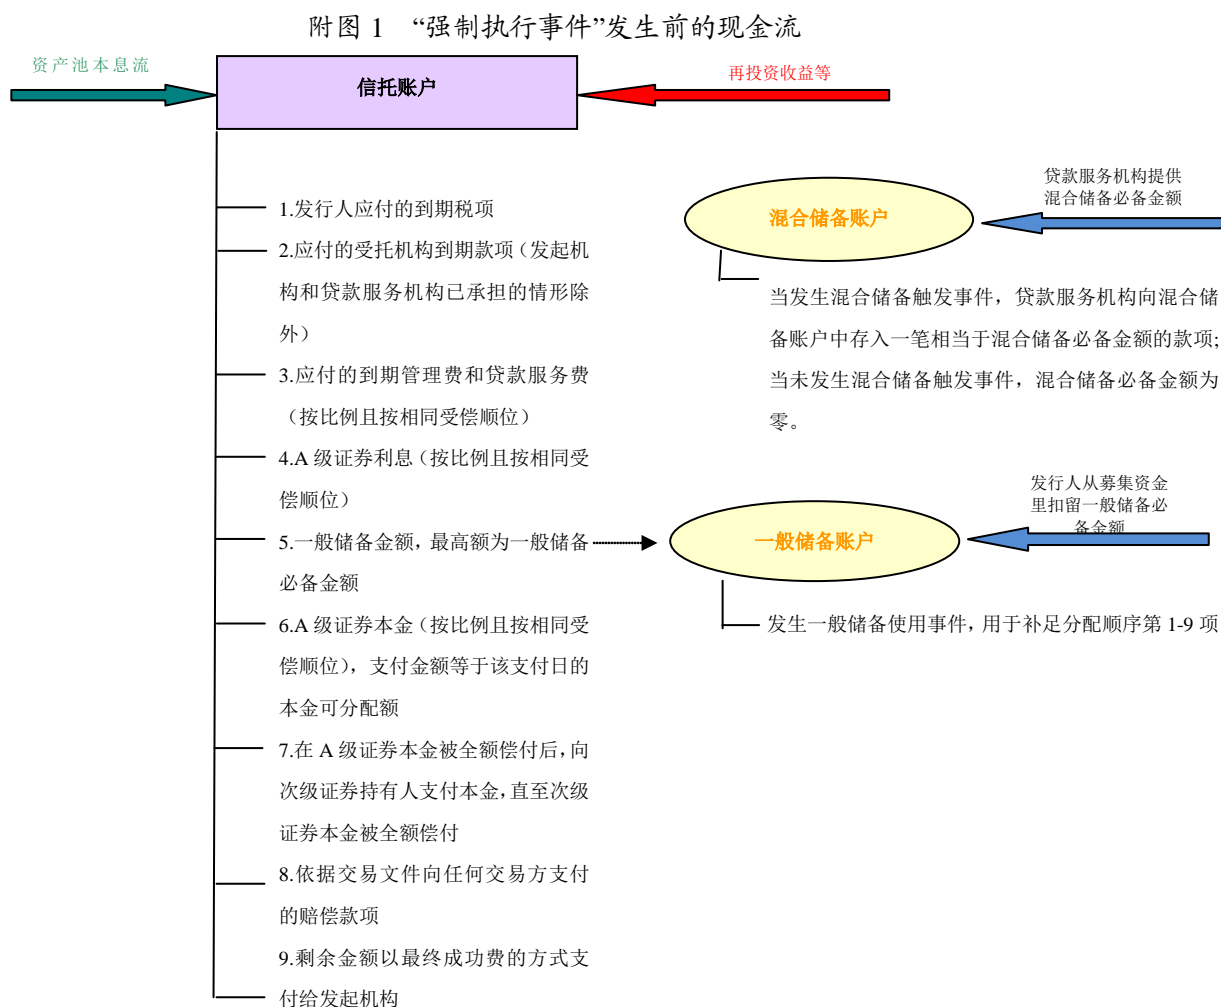 附图 1 “强制执行事件”发生前的现金流
资产池本息流
信托账户
再投资收益等
1.发行人应付的到期税项
2.应付的受托机构到期款项（发起机
构和贷款服务机构已承担的情形除
外）
3.应付的到期管理费和贷款服务费
（按比例且按相同受偿顺位）
4.A 级证券利息（按比例且按相同受
偿顺位）
5.一般储备金额，最高额为一般储备
必备金额
6.A 级证券本金（按比例且按相同受
偿顺位），支付金额等于该支付日的
本金可分配额
7.在 A 级证券本金被全额偿付后，向
次级证券持有人支付本金，直至次级
证券本金被全额偿付
8.依据交易文件向任何交易方支付
的赔偿款项
9.剩余金额以最终成功费的方式支
付给发起机构
贷款服务机构提供
混合储备必备金额
混合储备账户
当发生混合储备触发事件，贷款服务机构向混合储
备账户中存入一笔相当于混合储备必备金额的款项;
当未发生混合储备触发事件，混合储备必备金额为
零。
发行人从募集资金
里扣留一般储备必
备金额
一般储备账户
发生一般储备使用事件，用于补足分配顺序第 1-9 项